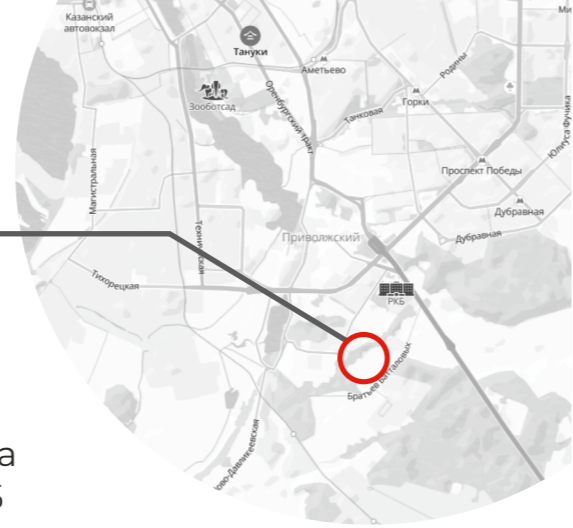 Казанский
автовокзал
Тануки
Аметьево
Родины
Зооботсад
Оренбургский тракт
Горки
Танковая
Юлиуса Фучика
Магистральная
Проспект Победы
Дубравная
Техническая
Приволжский
Дубравная
Тихорецкая
РКБ
Братьев Батталовых